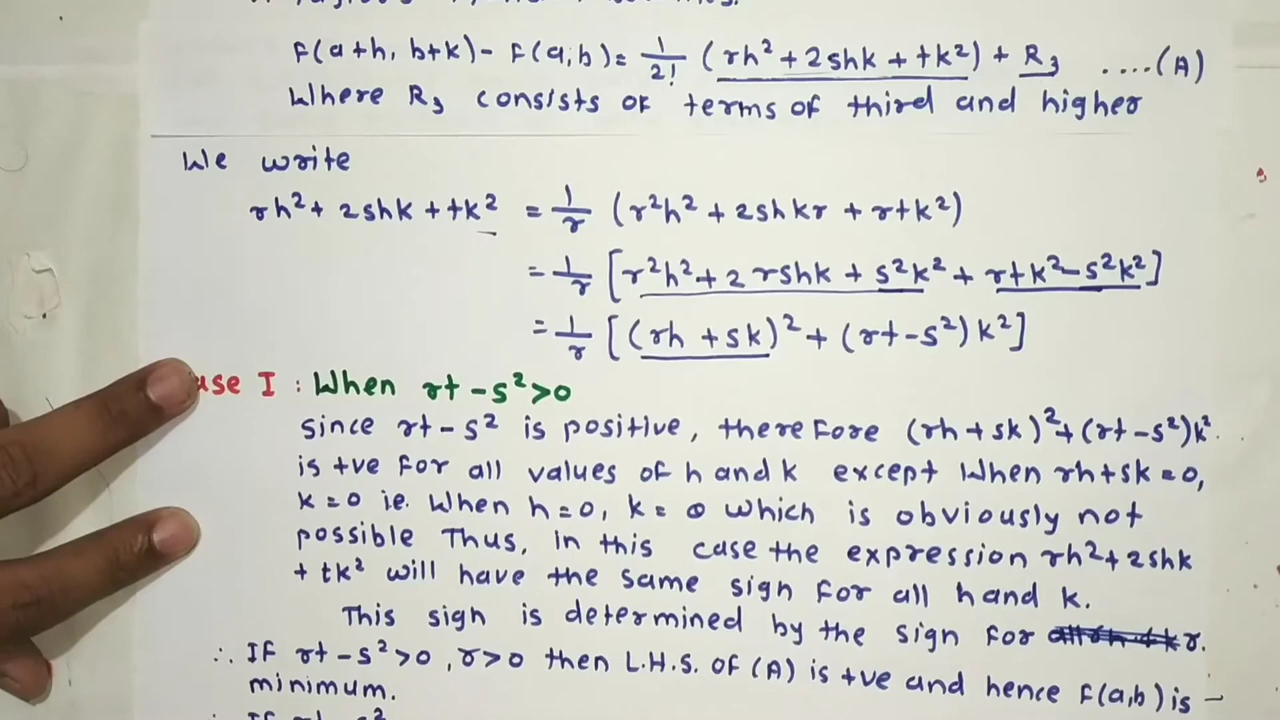 F(a+h, b+k) - F(a,b) = 1/2! (rh² + 2shk + tk²) + R₃ ....(A)
Where R₃ consists of terms of third and higher
We write
rh² + 2shk + tk² = 1/r (r²h² + 2shkr + rtk²)
= 1/r [r²h² + 2rshk + s²k² + rtk² - s²k²]
= 1/r [(rh + sk)² + (rt - s²) k²]
use I : When rt - s² > 0
since rt - s² is positive, therefore (rh + sk)² + (rt - s²)k²
is +ve for all values of h and k except When rh + sk = 0,
k = 0 ie. When h = 0, k = 0 which is obviously not
possible Thus, in this case the expression rh² + 2shk
+ tk² will have the same sign for all h and k.
This sign is determined by the sign for r.
∴ If rt - s² > 0, r > 0 then L.H.S. of (A) is +ve and hence f(a,b) is -
minimum.